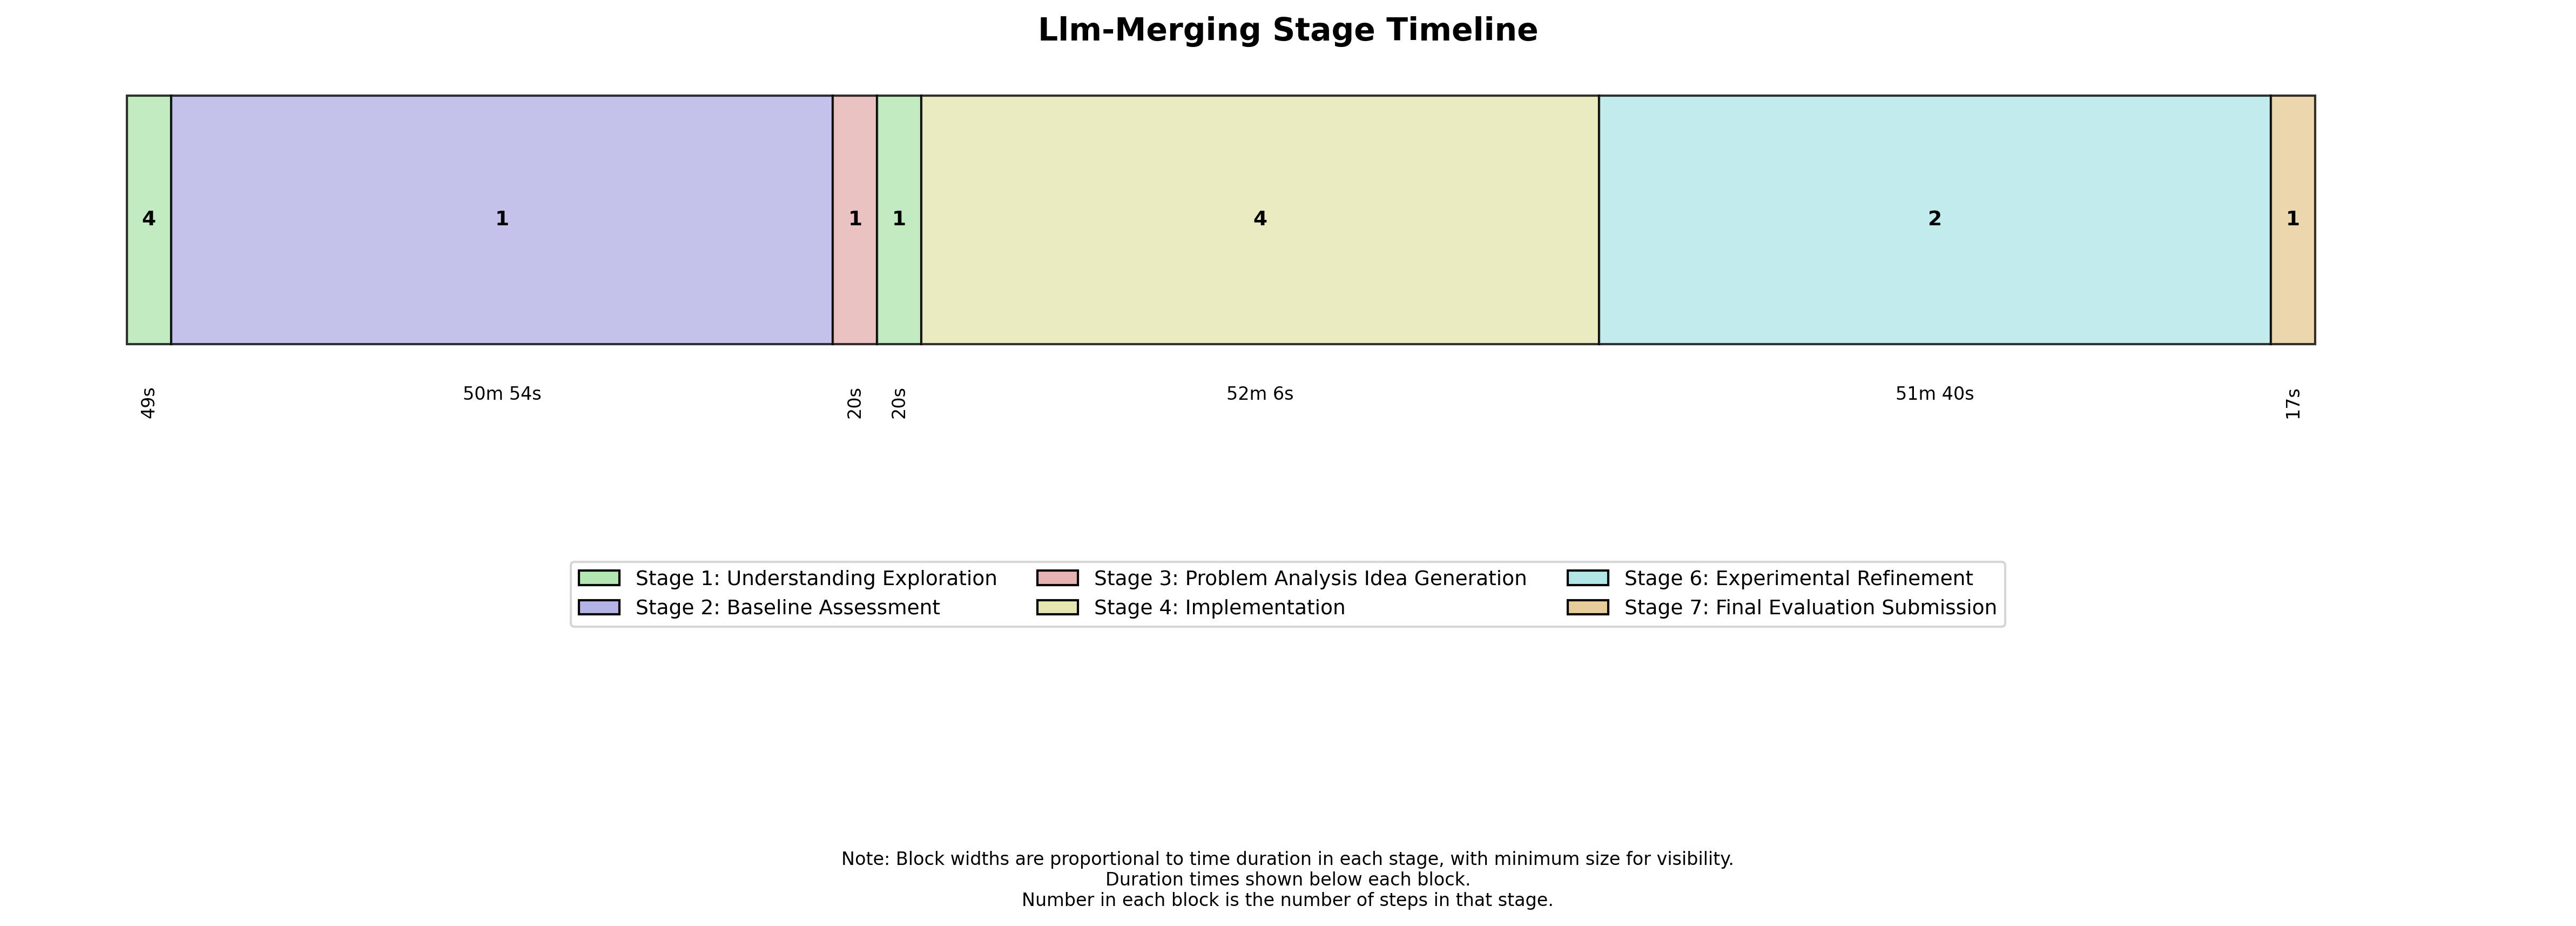 Llm-Merging Stage Timeline
4
1
1
1
4
2
1
49s
50m 54s
20s
20s
52m 6s
51m 40s
17s
Stage 1: Understanding Exploration
Stage 2: Baseline Assessment
Stage 3: Problem Analysis Idea Generation
Stage 4: Implementation
Stage 6: Experimental Refinement
Stage 7: Final Evaluation Submission
Note: Block widths are proportional to time duration in each stage, with minimum size for visibility.
Duration times shown below each block.
Number in each block is the number of steps in that stage.